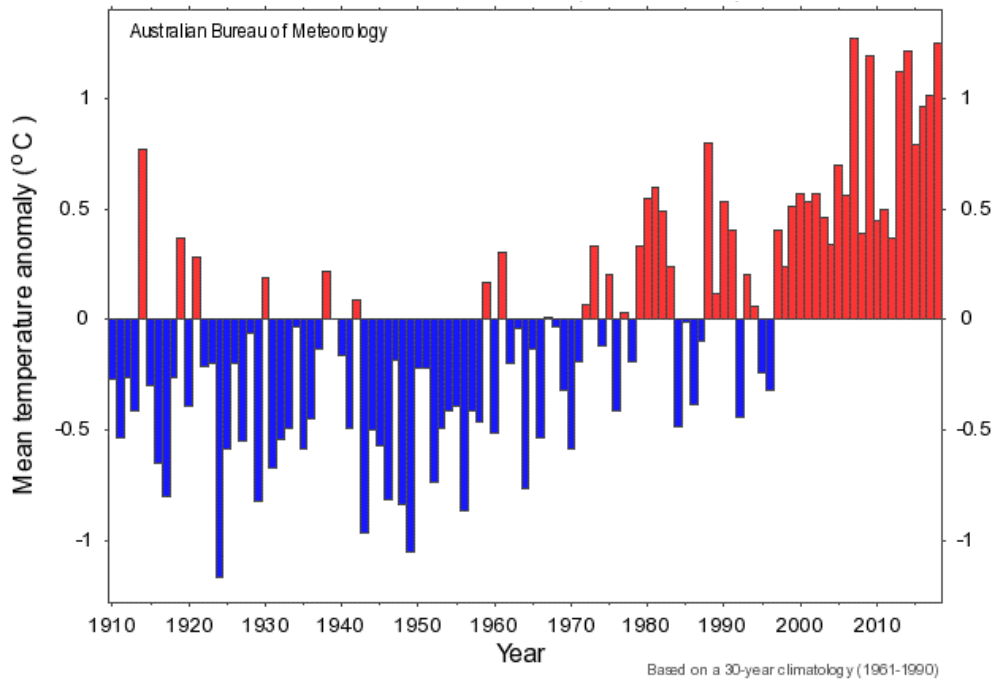 Australian Bureau of Meteorology
Mean temperature anomaly (°C)
1
0.5
0
-0.5
-1
1
0.5
0
-0.5
-1
1910 1920 1930 1940 1950 1960 1970 1980 1990 2000 2010
Year
Based on a 30-year climatology (1961-1990)